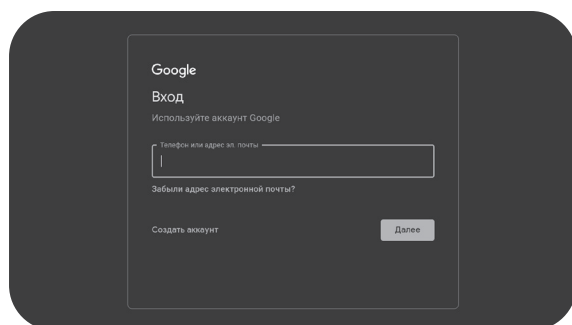 Google
Вход
Используйте аккаунт Google
Телефон или адрес эл. почты
Забыли адрес электронной почты?
Создать аккаунт
Далее